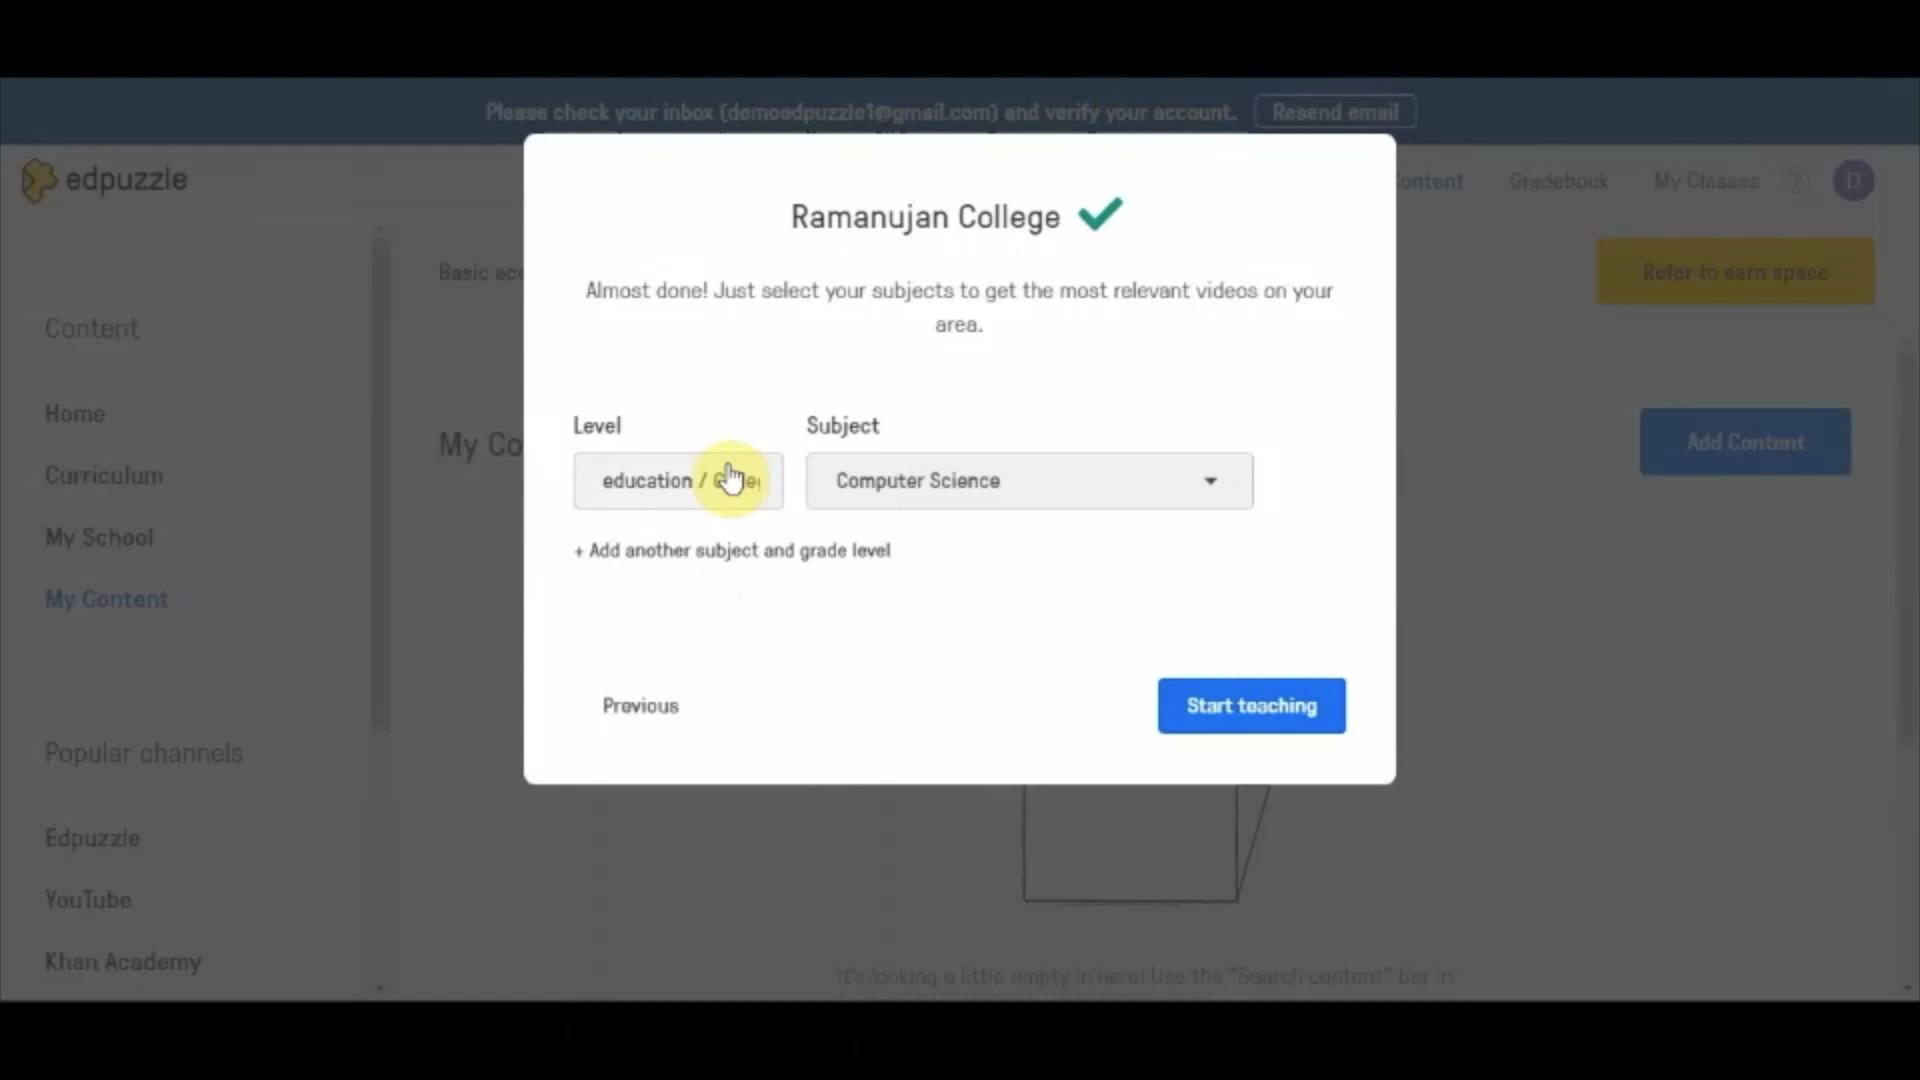 Please check your inbox (demoedpuzzle1@gmail.com) and verify your account. Resend email
edpuzzle
Gradebook My Classes ? D
Ramanujan College
Almost done! Just select your subjects to get the most relevant videos on your
area.
Basic
Refer to earn space
Content
Home
Curriculum
My School
My Content
My Co
Add Content
Level Subject
education /
Computer Science
+ Add another subject and grade level
Previous
Start teaching
Popular channels
Edpuzzle
YouTube
Khan Academy
It's looking a little empty in here! Use the "Search content" bar in